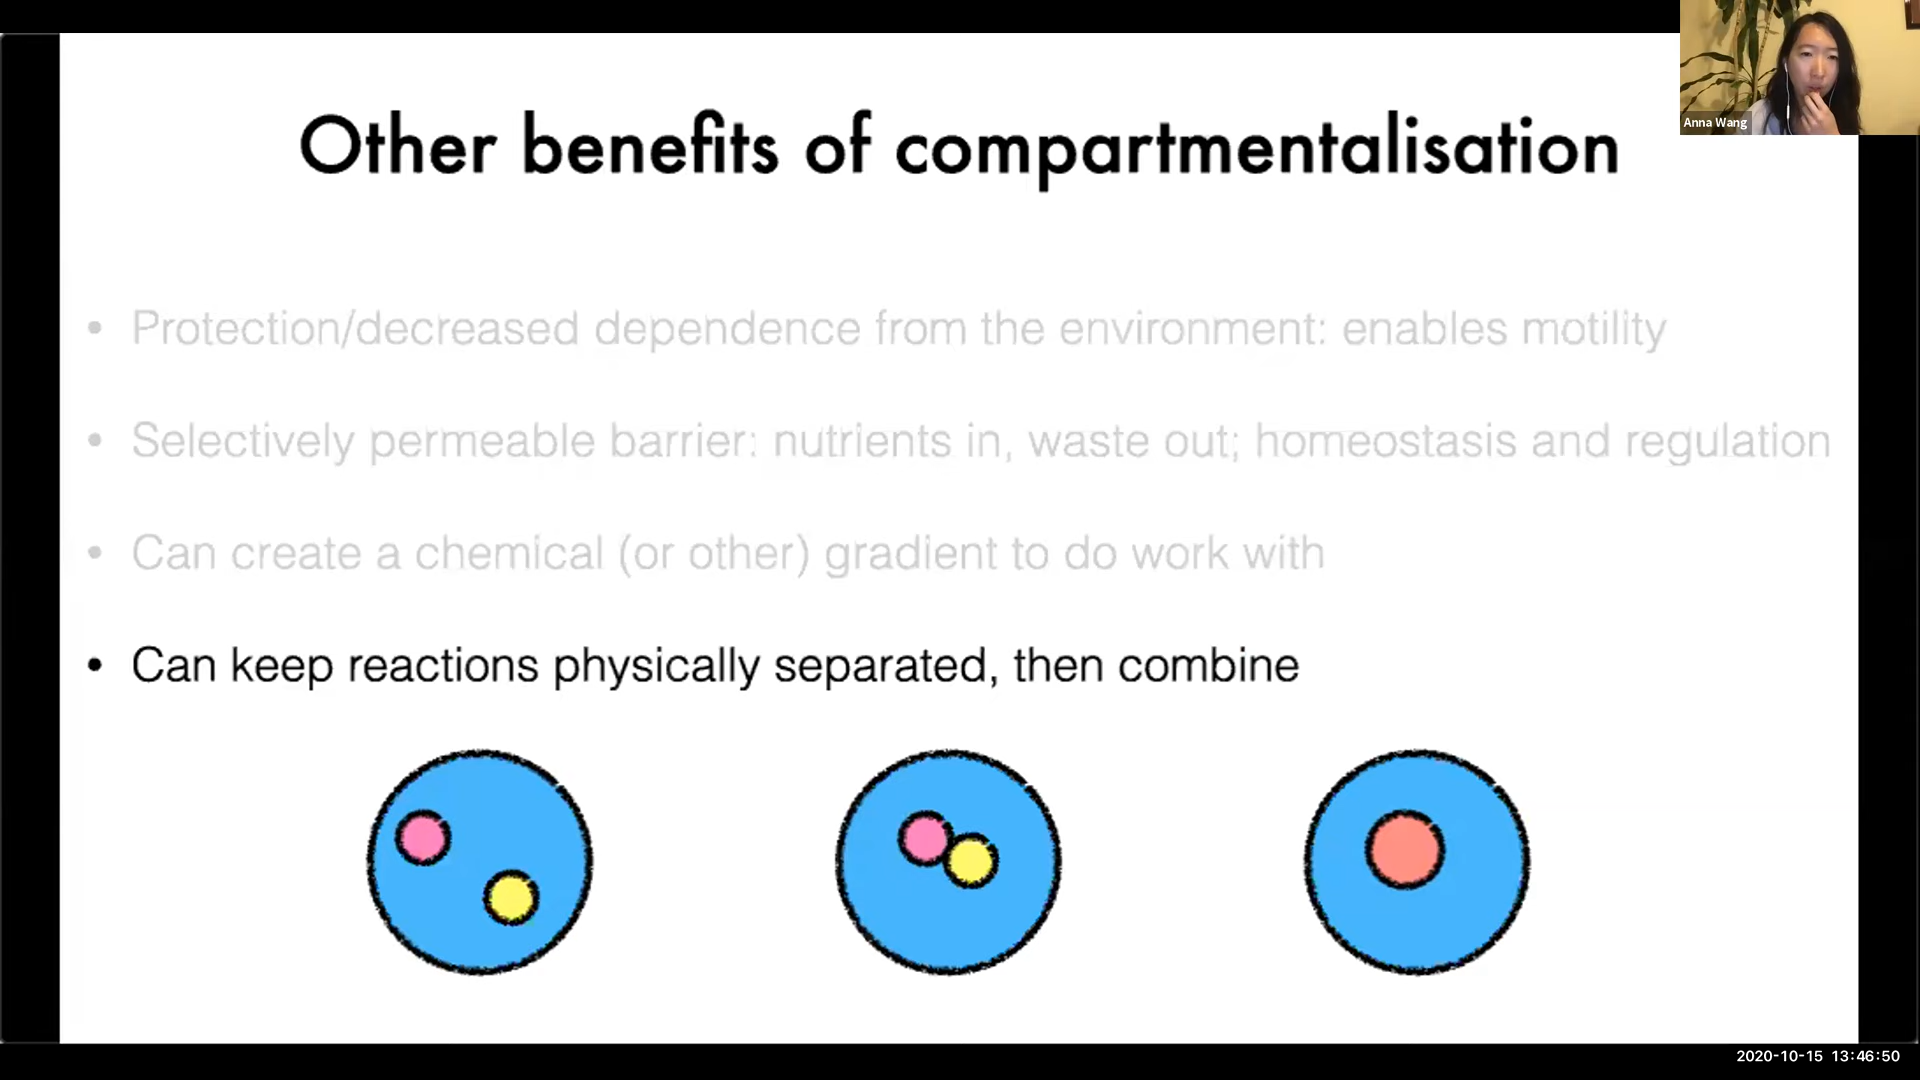 Anna Wang
Other benefits of compartmentalisation
• Protection/decreased dependence from the environment: enables motility
• Selectively permeable barrier: nutrients in, waste out; homeostasis and regulation
• Can create a chemical (or other) gradient to do work with
• Can keep reactions physically separated, then combine
2020-10-15 13:46:50